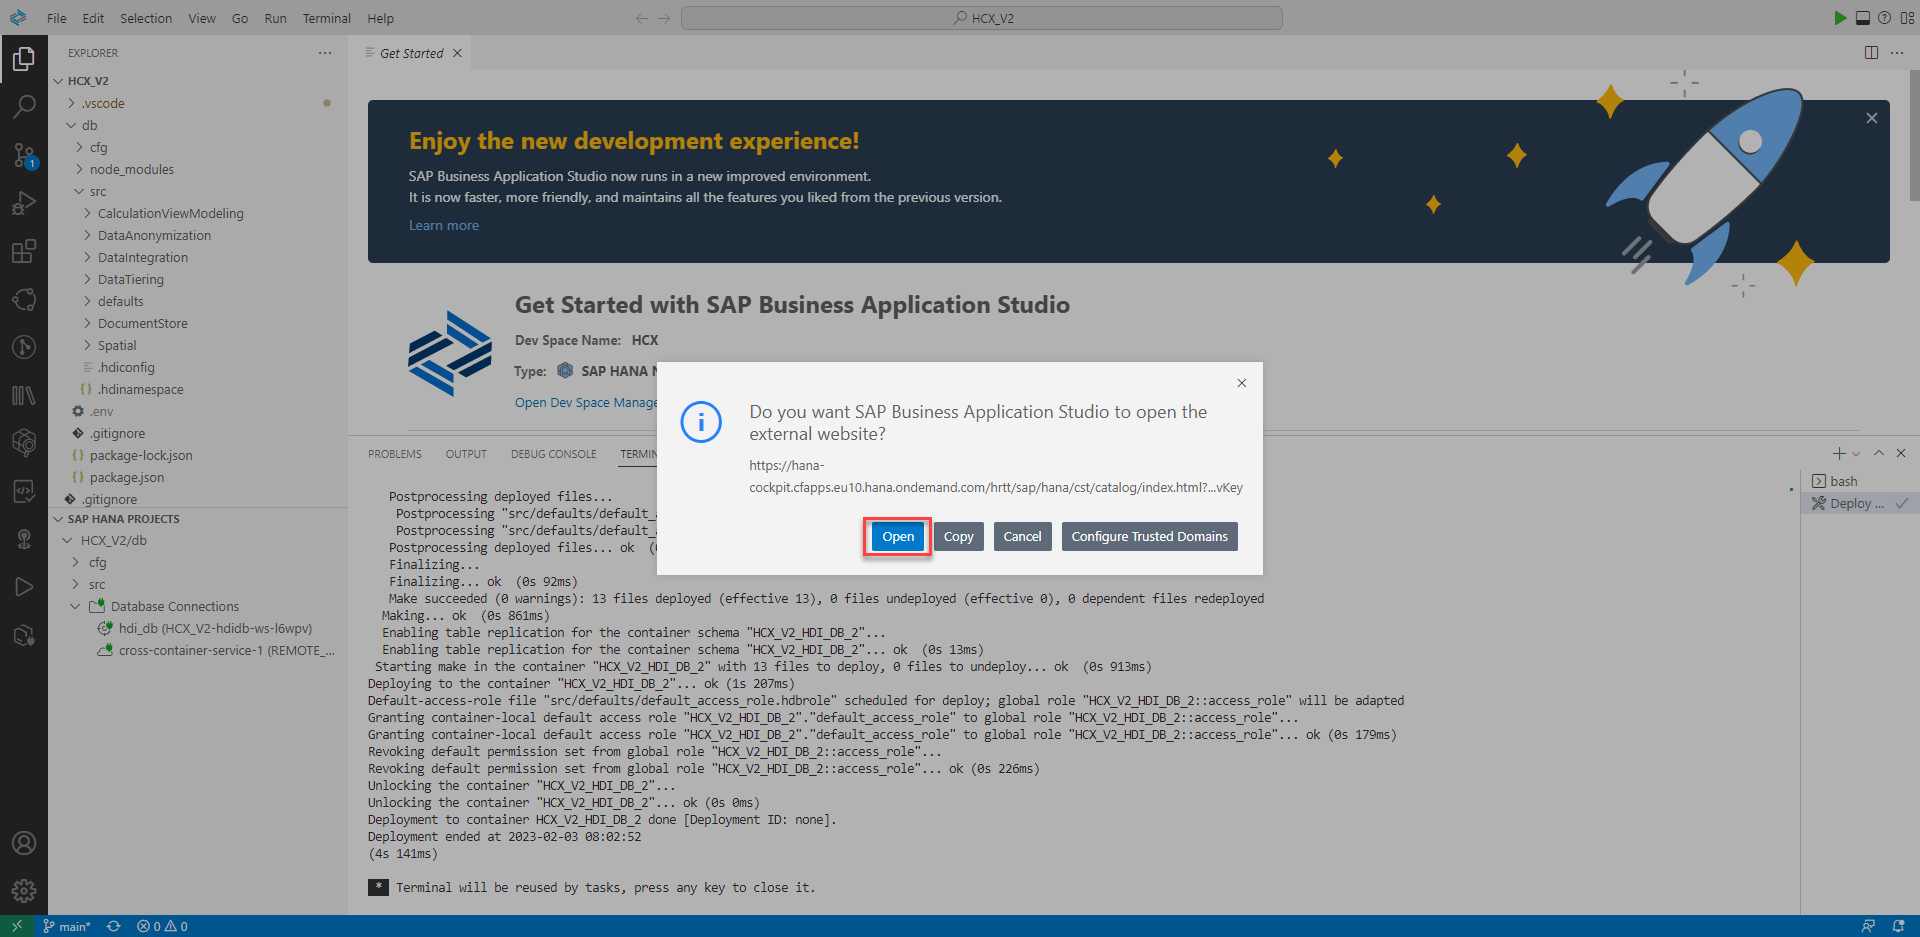 File Edit Selection View Go Run Terminal Help
HCX_V2
EXPLORER
HCX_V2
.vscode
db
cfg
node_modules
src
CalculationViewModeling
DataAnonymization
DataIntegration
DataTiering
defaults
DocumentStore
Spatial
.hdiconfig
.hdinamespace
.env
.gitignore
package-lock.json
package.json
.gitignore
SAP HANA PROJECTS
HCX_V2/db
cfg
src
Database Connections
hdi_db (HCX_V2-hdidb-ws-l6wpv)
cross-container-service-1 (REMOTE_...
1
Get Started
Enjoy the new development experience!
SAP Business Application Studio now runs in a new improved environment.
It is now faster, more friendly, and maintains all the features you liked from the previous version.
Learn more
Get Started with SAP Business Application Studio
Dev Space Name: HCX
Type: SAP HANA
Open Dev Space Manage
Do you want SAP Business Application Studio to open the
external website?
https://hana-
cockpit.cfapps.eu10.hana.ondemand.com/hrtt/sap/hana/cst/catalog/index.html?...vKey
Open Copy Cancel Configure Trusted Domains
PROBLEMS OUTPUT DEBUG CONSOLE TERMIN
Postprocessing deployed files...
Postprocessing "src/defaults/default_
Postprocessing "src/defaults/default_
Postprocessing deployed files... ok (
Finalizing...
Finalizing... ok (0s 92ms)
Make succeeded (0 warnings): 13 files deployed (effective 13), 0 files undeployed (effective 0), 0 dependent files redeployed
Making... ok (0s 861ms)
Enabling table replication for the container schema "HCX_V2_HDI_DB_2"...
Enabling table replication for the container schema "HCX_V2_HDI_DB_2"... ok (0s 13ms)
Starting make in the container "HCX_V2_HDI_DB_2" with 13 files to deploy, 0 files to undeploy... ok (0s 913ms)
Deploying to the container "HCX_V2_HDI_DB_2"... ok (1s 207ms)
Default-access-role file "src/defaults/default_access_role.hdbrole" scheduled for deploy; global role "HCX_V2_HDI_DB_2::access_role" will be adapted
Granting container-local default access role "HCX_V2_HDI_DB_2"."default_access_role" to global role "HCX_V2_HDI_DB_2::access_role"...
Granting container-local default access role "HCX_V2_HDI_DB_2"."default_access_role" to global role "HCX_V2_HDI_DB_2::access_role"... ok (0s 179ms)
Revoking default permission set from global role "HCX_V2_HDI_DB_2::access_role"...
Revoking default permission set from global role "HCX_V2_HDI_DB_2::access_role"... ok (0s 226ms)
Unlocking the container "HCX_V2_HDI_DB_2"...
Unlocking the container "HCX_V2_HDI_DB_2"... ok (0s 0ms)
Deployment to container HCX_V2_HDI_DB_2 done [Deployment ID: none].
Deployment ended at 2023-02-03 08:02:52
(4s 141ms)
* Terminal will be reused by tasks, press any key to close it.
bash
Deploy ...
main* 0 0